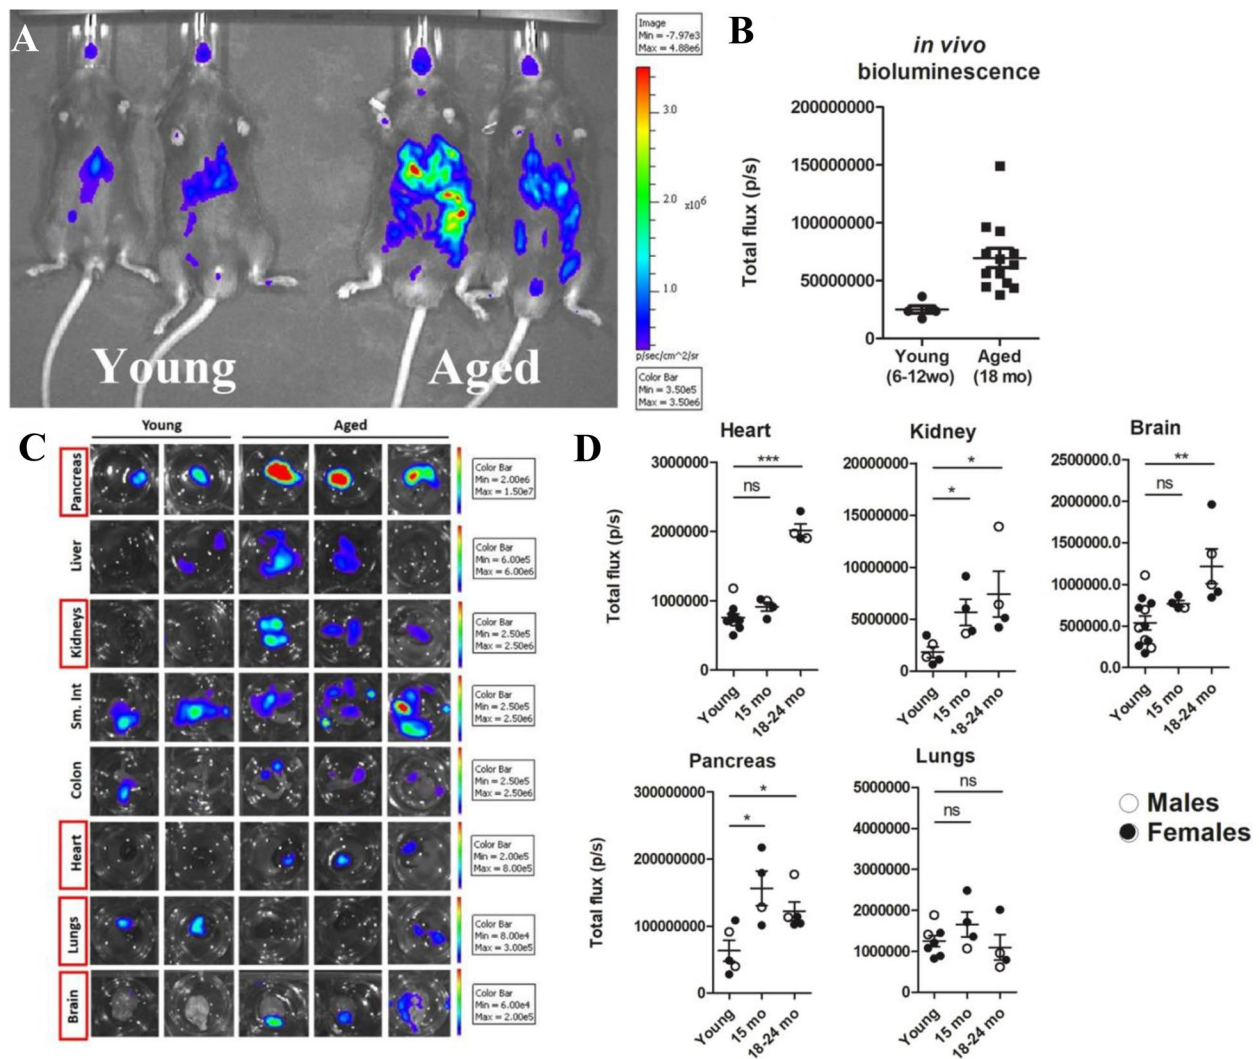 A
Young
Aged
Image
Min = -7.97e3
Max = 4.88e6
3.0
2.0
x10⁶
1.0
p/sec/cm^2/sr
Color Bar
Min = 3.50e5
Max = 3.50e6
B
in vivo
bioluminescence
Total flux (p/s)
200000000
150000000
100000000
50000000
0
Young
(6-12wo)
Aged
(18 mo)
C
Young
Aged
Pancreas
Color Bar
Min = 2.00e6
Max = 1.50e7
Liver
Color Bar
Min = 6.00e5
Max = 6.00e6
Kidneys
Color Bar
Min = 2.50e5
Max = 2.50e6
Sm. Int
Color Bar
Min = 2.50e5
Max = 2.50e6
Colon
Color Bar
Min = 2.50e5
Max = 2.50e6
Heart
Color Bar
Min = 2.00e5
Max = 8.00e5
Lungs
Color Bar
Min = 8.00e4
Max = 3.00e5
Brain
Color Bar
Min = 6.00e4
Max = 2.00e5
D
Heart
Total flux (p/s)
3000000
2000000
1000000
0
***
ns
Young
15 mo
18-24 mo
Kidney
20000000
15000000
10000000
5000000
0
*
*
Young
15 mo
18-24 mo
Brain
2500000.0
2000000.0
1500000.0
1000000.0
500000.0
0.0
**
ns
Young
15 mo
18-24 mo
Pancreas
Total flux (p/s)
300000000
200000000
100000000
0
*
*
Young
15 mo
18-24 mo
Lungs
5000000
4000000
3000000
2000000
1000000
0
ns
ns
Young
15 mo
18-24 mo
Males
Females